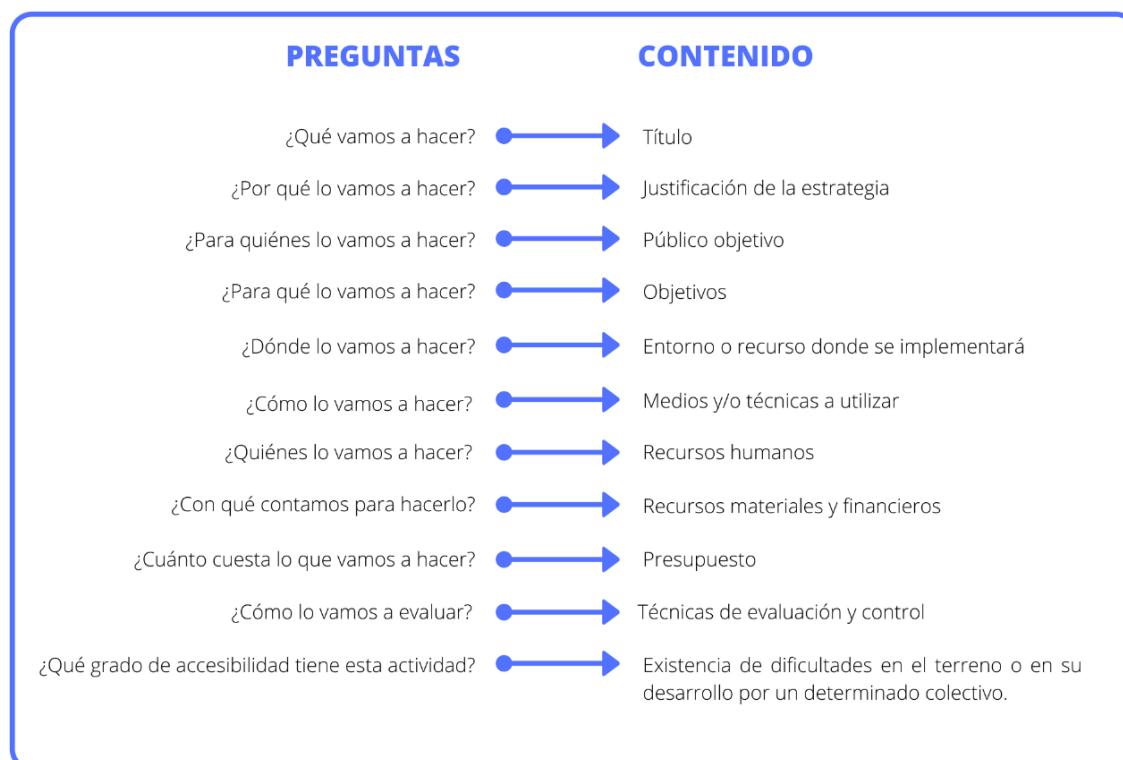 PREGUNTAS CONTENIDO
¿Qué vamos a hacer? Título
¿Por qué lo vamos a hacer? Justificación de la estrategia
¿Para quiénes lo vamos a hacer? Público objetivo
¿Para qué lo vamos a hacer? Objetivos
¿Dónde lo vamos a hacer? Entorno o recurso donde se implementará
¿Cómo lo vamos a hacer? Medios y/o técnicas a utilizar
¿Quiénes lo vamos a hacer? Recursos humanos
¿Con qué contamos para hacerlo? Recursos materiales y financieros
¿Cuánto cuesta lo que vamos a hacer? Presupuesto
¿Cómo lo vamos a evaluar? Técnicas de evaluación y control
¿Qué grado de accesibilidad tiene esta actividad? Existencia de dificultades en el terreno o en su
desarrollo por un determinado colectivo.